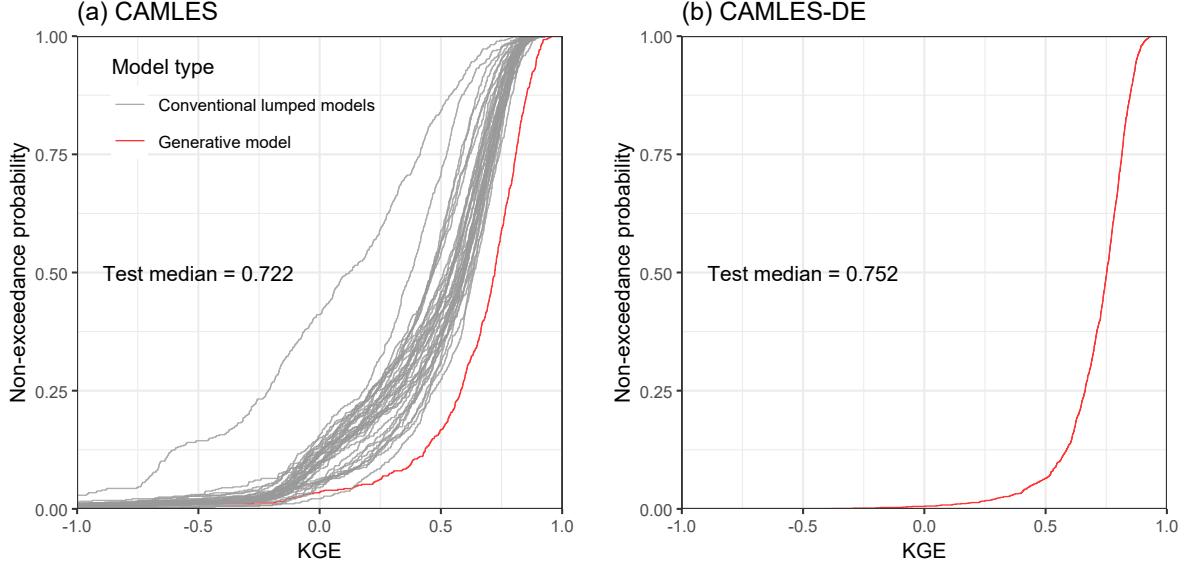 (a) CAMLES
Non-exceedance probability
1.00
0.75
0.50
0.25
0.00
Model type
Conventional lumped models
Generative model
Test median = 0.722
-1.0
-0.5
0.0
0.5
1.0
KGE
(b) CAMLES-DE
Non-exceedance probability
1.00
0.75
0.50
0.25
0.00
Test median = 0.752
-1.0
-0.5
0.0
0.5
1.0
KGE